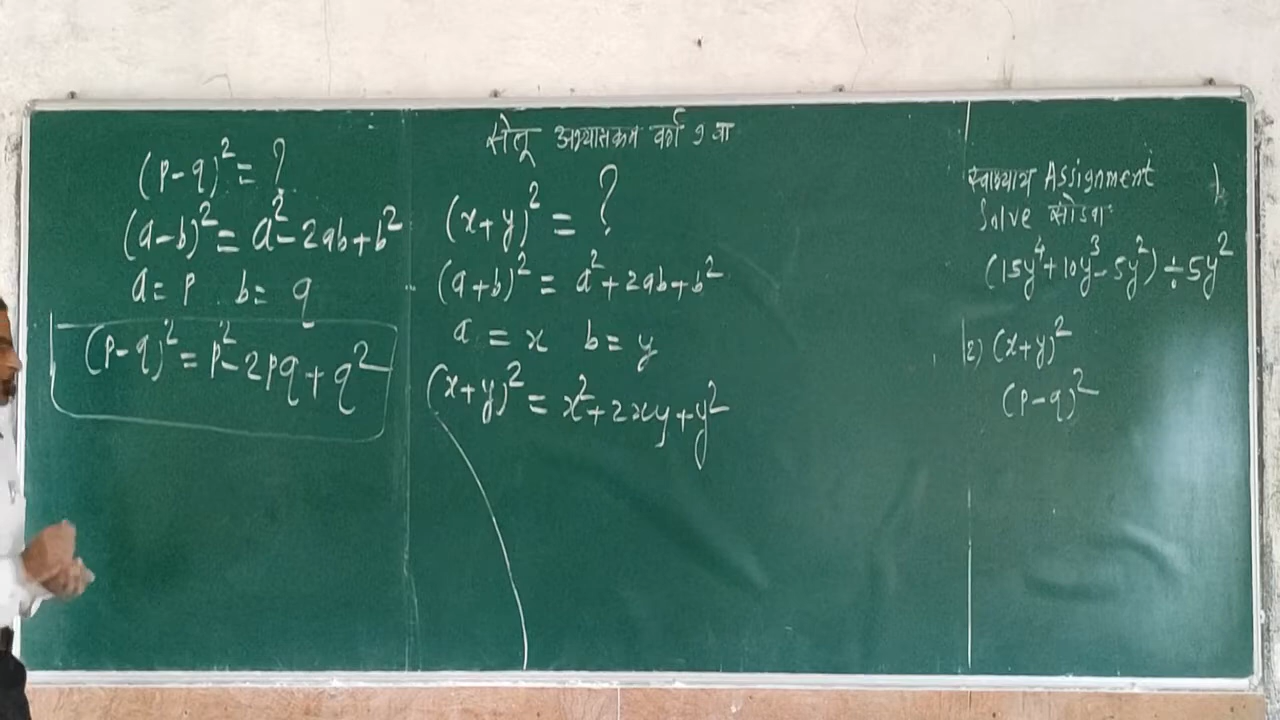 सेतू अभ्यासक्रम वर्ग 9 वा
(p-q)² = ?
(a-b)² = a² - 2ab + b²
a = p b = q
(p-q)² = p² - 2pq + q²
(x+y)² = ?
(a+b)² = a² + 2ab + b²
a = x b = y
(x+y)² = x² + 2xy + y²
स्वाध्याय Assignment
Solve सोडवा
(15y⁴ + 10y³ - 5y²) ÷ 5y²
2) (x+y)²
(p-q)²